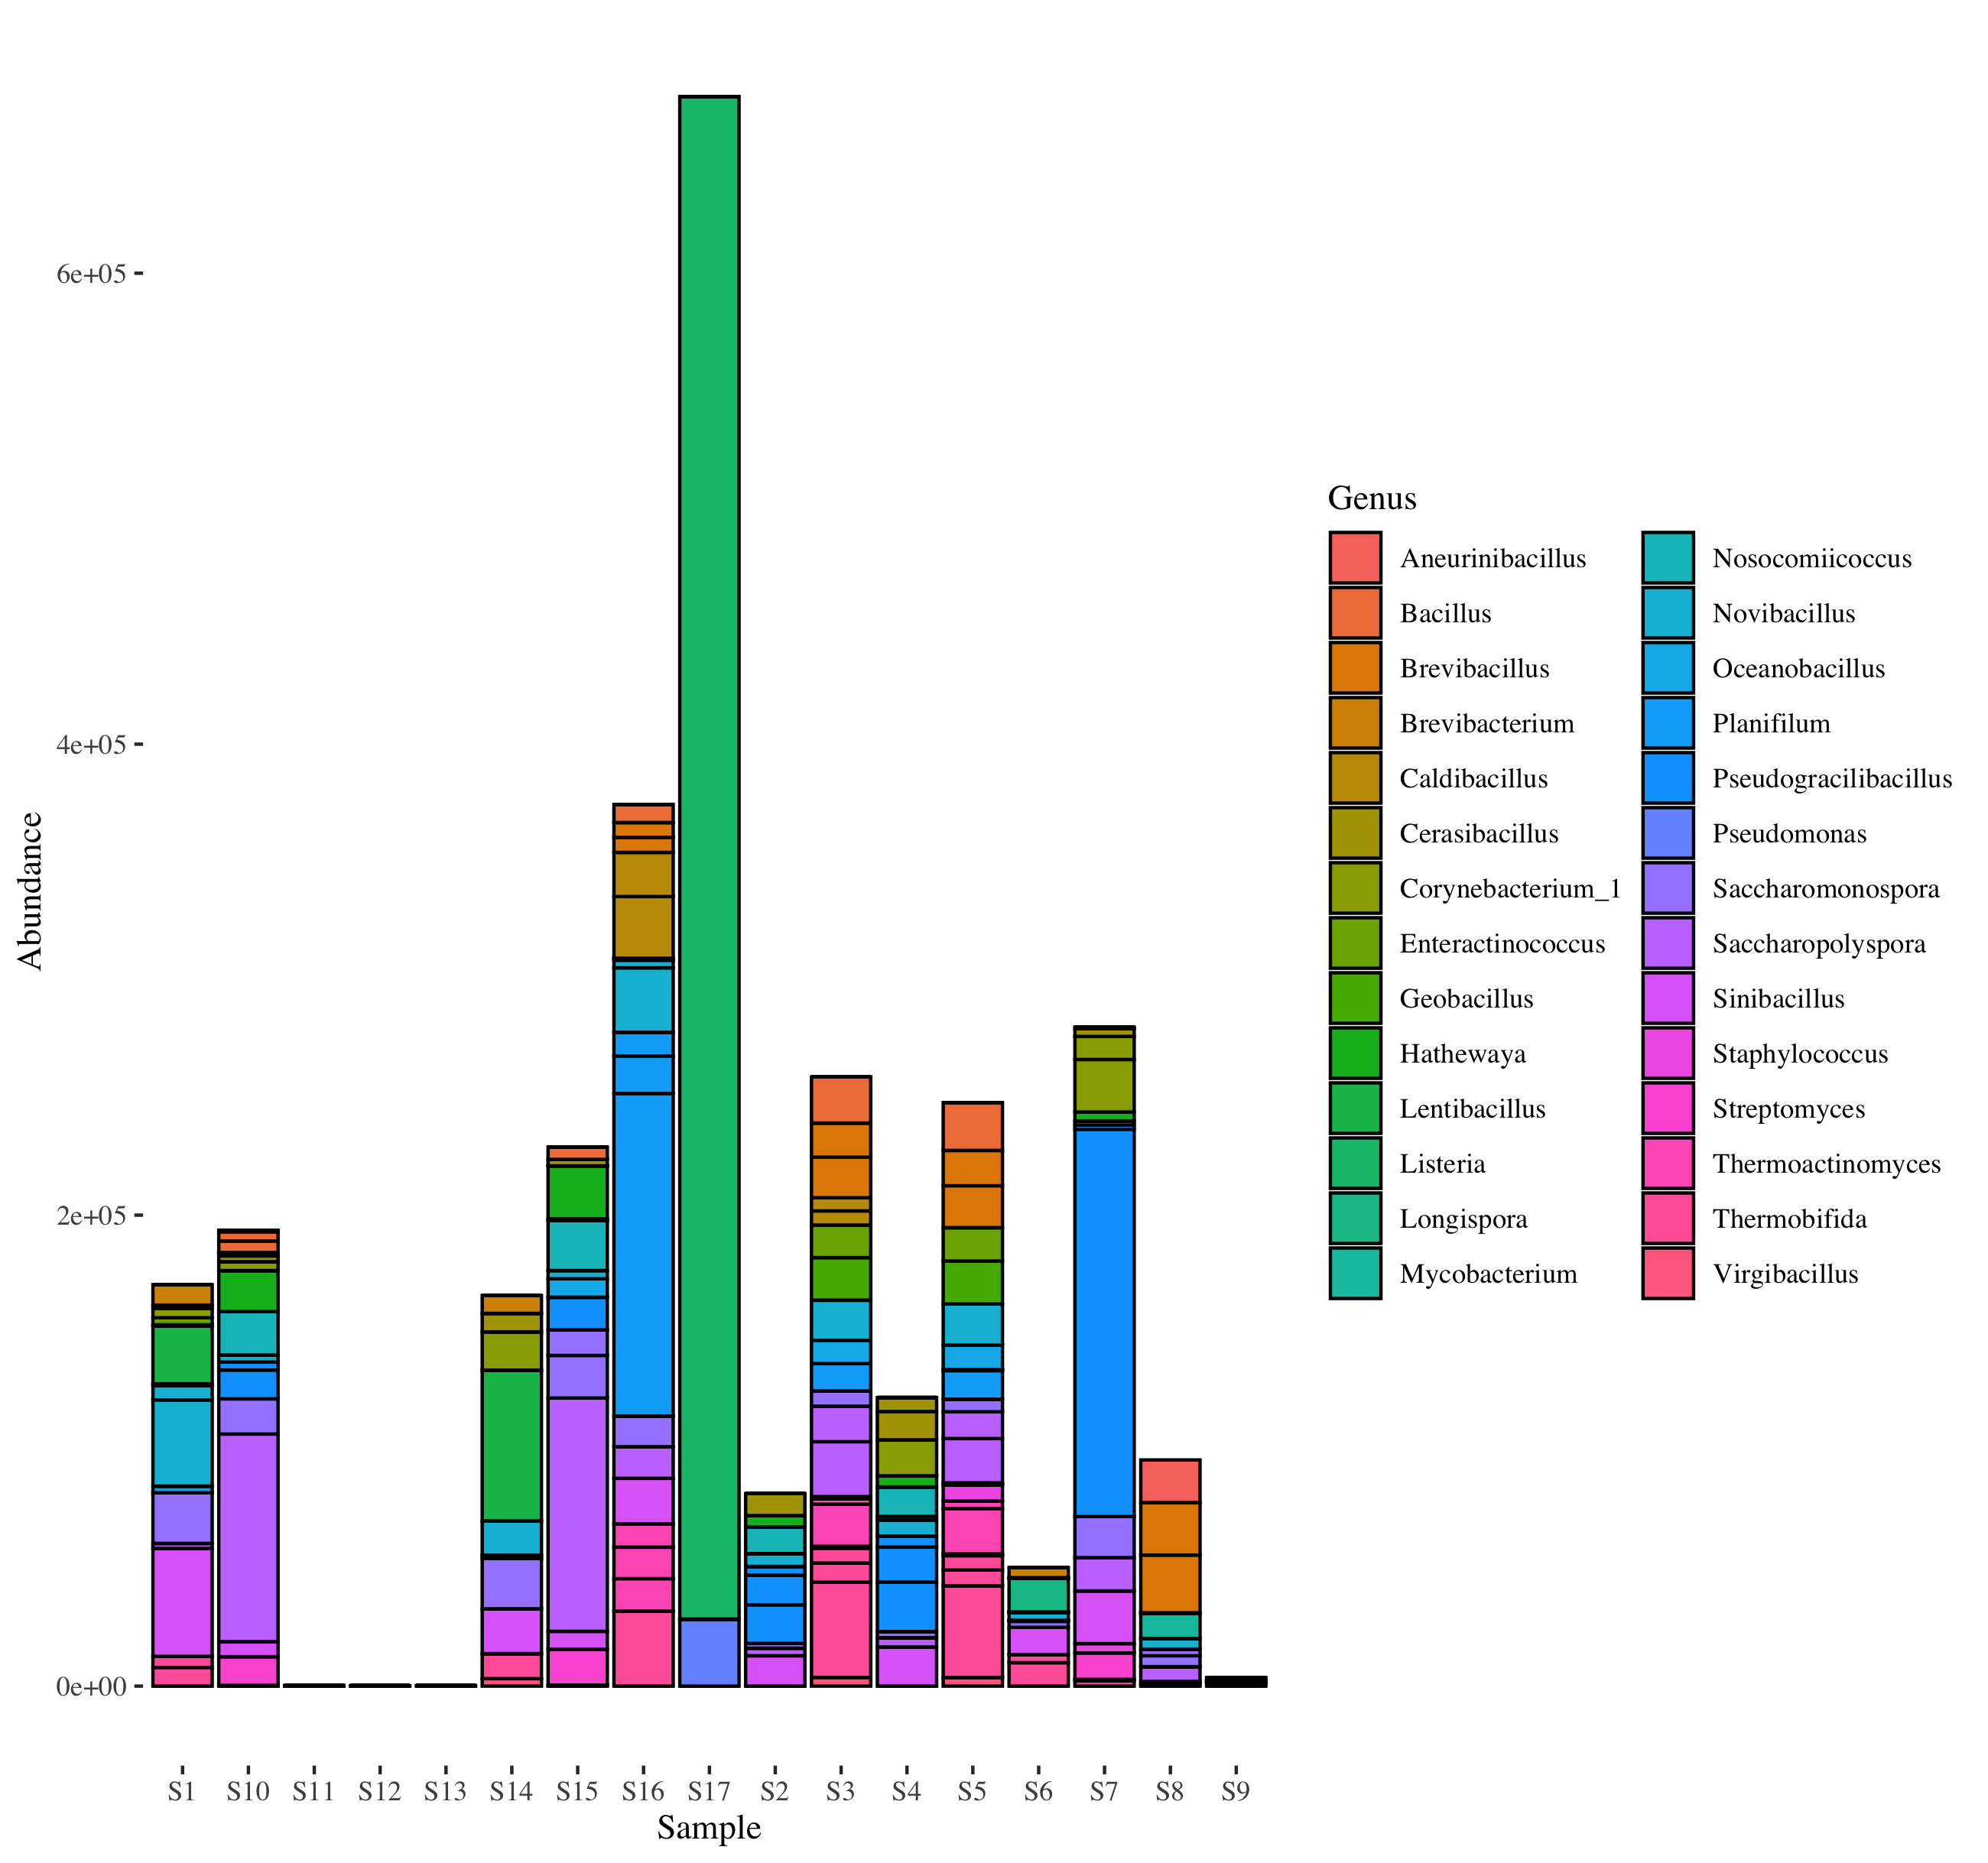 6e+05
4e+05
2e+05
0e+00
Abundance
S1 S10 S11 S12 S13 S14 S15 S16 S17 S2 S3 S4 S5 S6 S7 S8 S9
Sample
Genus
Aneurinibacillus
Bacillus
Brevibacillus
Brevibacterium
Caldibacillus
Cerasibacillus
Corynebacterium_1
Enteractinococcus
Geobacillus
Hathewaya
Lentibacillus
Listeria
Longispora
Mycobacterium
Nosocomiicoccus
Novibacillus
Oceanobacillus
Planifilum
Pseudogracilibacillus
Pseudomonas
Saccharomonospora
Saccharopolyspora
Sinibacillus
Staphylococcus
Streptomyces
Thermoactinomyces
Thermobifida
Virgibacillus